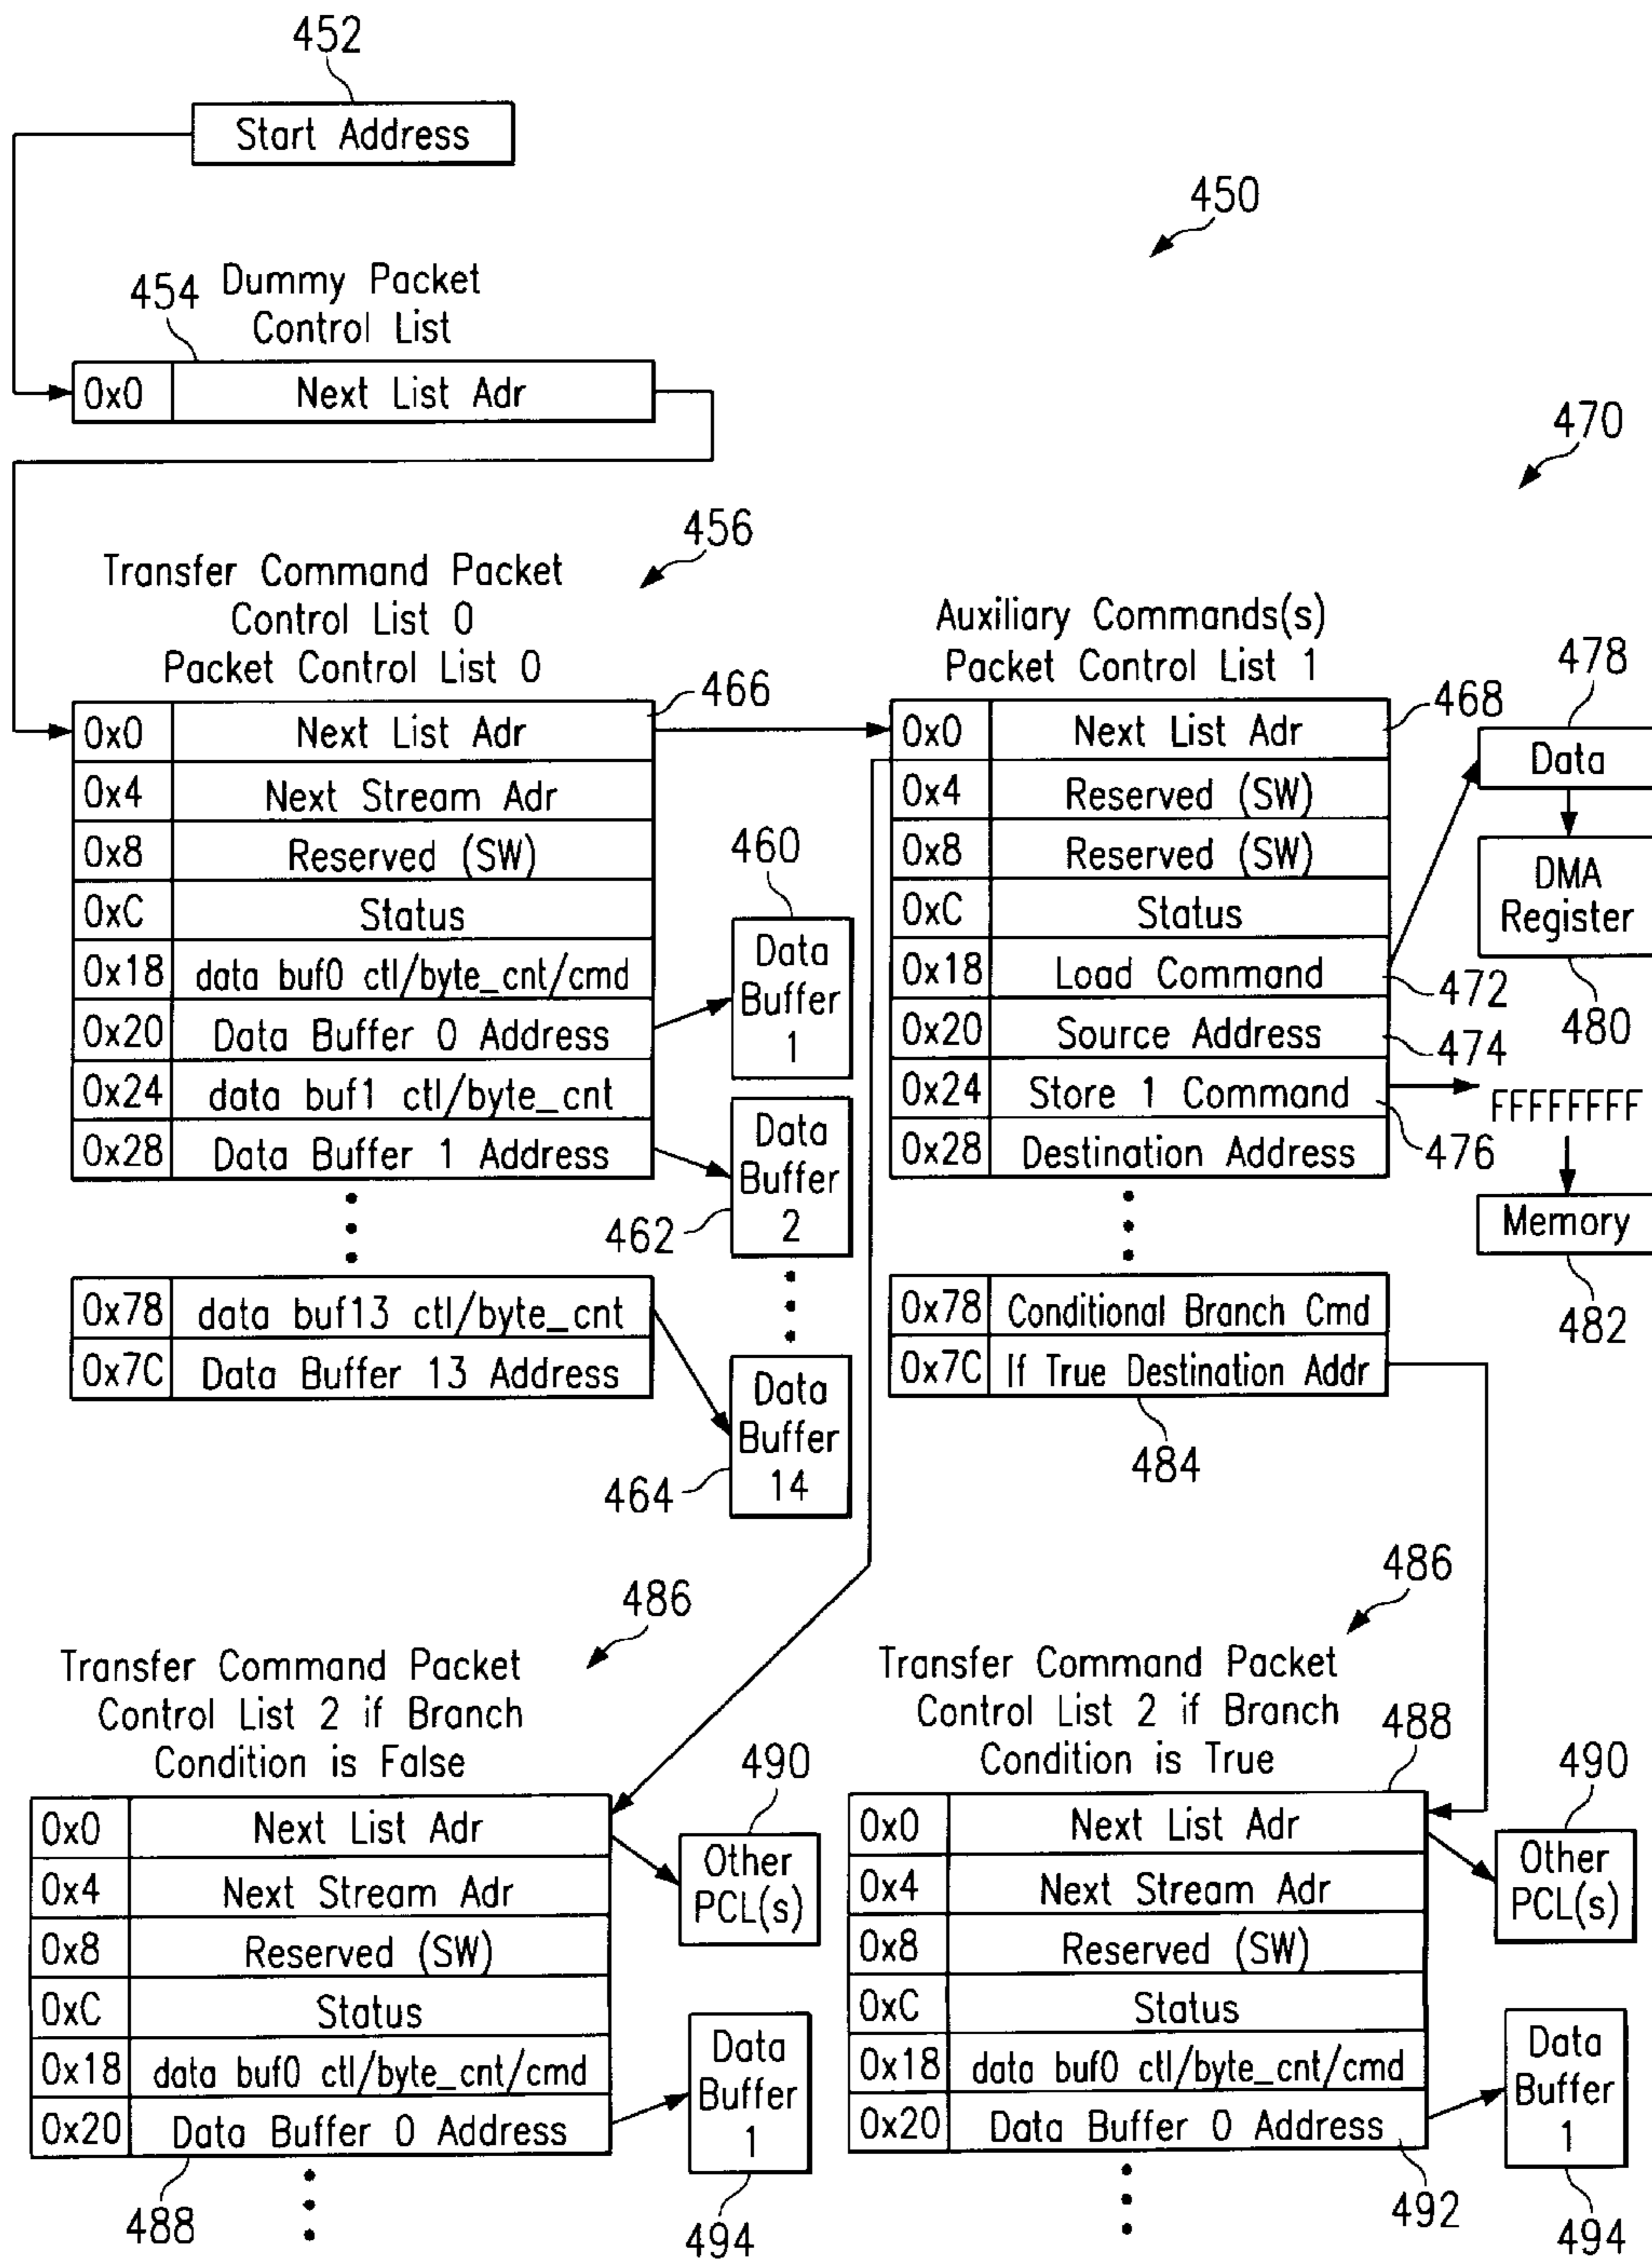 452
Start Address
450
454
Dummy Packet
Control List
0x0 Next List Adr
470
456
Transfer Command Packet
Control List 0
Packet Control List 0
466
0x0 Next List Adr
0x4 Next Stream Adr
0x8 Reserved (SW)
0xC Status
0x18 data buf0 ctl/byte_cnt/cmd
0x20 Data Buffer 0 Address
0x24 data buf1 ctl/byte_cnt
0x28 Data Buffer 1 Address
0x78 data buf13 ctl/byte_cnt
0x7C Data Buffer 13 Address
460
Data
Buffer
1
Data
Buffer
2
462
Data
Buffer
14
464
Auxiliary Commands(s)
Packet Control List 1
468
0x0 Next List Adr
0x4 Reserved (SW)
0x8 Reserved (SW)
0xC Status
0x18 Load Command
472
0x20 Source Address
474
0x24 Store 1 Command
476
0x28 Destination Address
0x78 Conditional Branch Cmd
0x7C If True Destination Addr
484
478
Data
DMA
Register
480
FFFFFFFF
Memory
482
486
Transfer Command Packet
Control List 2 if Branch
Condition is False
0x0 Next List Adr
0x4 Next Stream Adr
0x8 Reserved (SW)
0xC Status
0x18 data buf0 ctl/byte_cnt/cmd
0x20 Data Buffer 0 Address
488
490
Other
PCL(s)
Data
Buffer
1
494
486
Transfer Command Packet
Control List 2 if Branch
Condition is True
488
0x0 Next List Adr
0x4 Next Stream Adr
0x8 Reserved (SW)
0xC Status
0x18 data buf0 ctl/byte_cnt/cmd
0x20 Data Buffer 0 Address
492
490
Other
PCL(s)
Data
Buffer
1
494